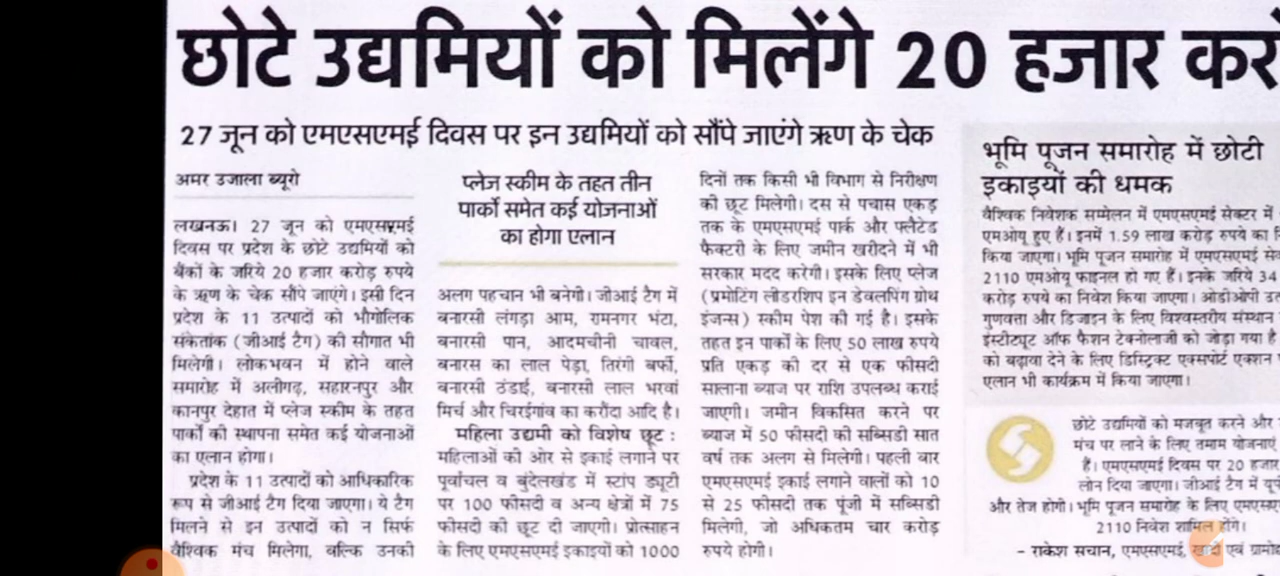 छोटे उद्यमियों को मिलेंगे 20 हजार
27 जून को एमएसएमई दिवस पर इन उद्यमियों को सौंपे जाएंगे ऋण के चेक
अमर उजाला ब्यूरो
लखनऊ। 27 जून को एमएसएमई
दिवस पर प्रदेश के छोटे उद्यमियों को
बैंकों के जरिये 20 हजार करोड़ रुपये
के ऋण के चेक सौंपे जाएंगे। इसी दिन
प्रदेश के 11 उत्पादों को भौगोलिक
संकेतांक (जीआई टैग) की सौगात भी
मिलेगी। लोकभवन में होने वाले
समारोह में अलीगढ़, सहारनपुर और
कानपुर देहात में प्लेज स्कीम के तहत
पार्कों की स्थापना समेत कई योजनाओं
का एलान होगा।
प्रदेश के 11 उत्पादों को आधिकारिक
रूप से जीआई टैग दिया जाएगा। ये टैग
मिलने से इन उत्पादों को न सिर्फ
वैश्विक मंच मिलेगा, बल्कि उनकी
प्लेज स्कीम के तहत तीन
पार्कों समेत कई योजनाओं
का होगा एलान
अलग पहचान भी बनेगी। जीआई टैग में
बनारसी लंगड़ा आम, रामनगर भंटा,
बनारसी पान, आदमचीनी चावल,
बनारस का लाल पेड़ा, तिरंगी बर्फी,
बनारसी ठंडाई, बनारसी लाल भरवां
मिर्च और चिरईगांव का करौंदा आदि है।
महिला उद्यमी को विशेष छूट :
महिलाओं की ओर से इकाई लगाने पर
पूर्वांचल व बुंदेलखंड में स्टांप ड्यूटी
पर 100 फीसदी व अन्य क्षेत्रों में 75
फीसदी की छूट दी जाएगी। प्रोत्साहन
के लिए एमएसएमई इकाइयों को 1000
दिनों तक किसी भी विभाग से निरीक्षण
की छूट मिलेगी। दस से पचास एकड़
तक के एमएसएमई पार्क और फ्लैटेड
फैक्टरी के लिए जमीन खरीदने में भी
सरकार मदद करेगी। इसके लिए प्लेज
(प्रमोटिंग लीडरशिप इन डेवलपिंग ग्रोथ
इंजन्स) स्कीम पेश की गई है। इसके
तहत इन पार्कों के लिए 50 लाख रुपये
प्रति एकड़ की दर से एक फीसदी
सालाना ब्याज पर राशि उपलब्ध कराई
जाएगी। जमीन विकसित करने पर
ब्याज में 50 फीसदी की सब्सिडी सात
वर्ष तक अलग से मिलेगी। पहली बार
एमएसएमई इकाई लगाने वालों को 10
से 25 फीसदी तक पूंजी में सब्सिडी
मिलेगी, जो अधिकतम चार करोड़
रुपये होगी।
भूमि पूजन समारोह में छोटी
इकाइयों की धमक
वैश्विक निवेशक सम्मेलन में एमएसएमई सेक्टर में
एमओयू हुए हैं। इनमें 1.59 लाख करोड़ रुपये का
किया जाएगा। भूमि पूजन समारोह में एमएसएमई
2110 एमओयू फाइनल हो गए हैं। इनके जरिये 34
करोड़ रुपये का निवेश किया जाएगा। ओडीओपी
गुणवत्ता और डिजाइन के लिए विश्वस्तरीय संस्थान
इंस्टीट्यूट ऑफ फैशन टेक्नोलाजी को जोड़ा गया है
को बढ़ावा देने के लिए डिस्ट्रिक्ट एक्सपोर्ट एक्शन
एलान भी कार्यक्रम में किया जाएगा।
छोटे उद्यमियों को मजबूत करने और
मंच पर लाने के लिए तमाम योजनाएं
हैं। एमएसएमई दिवस पर 20 हजार
लोन दिया जाएगा। जीआई टैग में
और तेज होगी। भूमि पूजन समारोह के लिए
2110 निवेश शामिल होंगे।
- राकेश सचान, एमएसएमई, खादी एवं